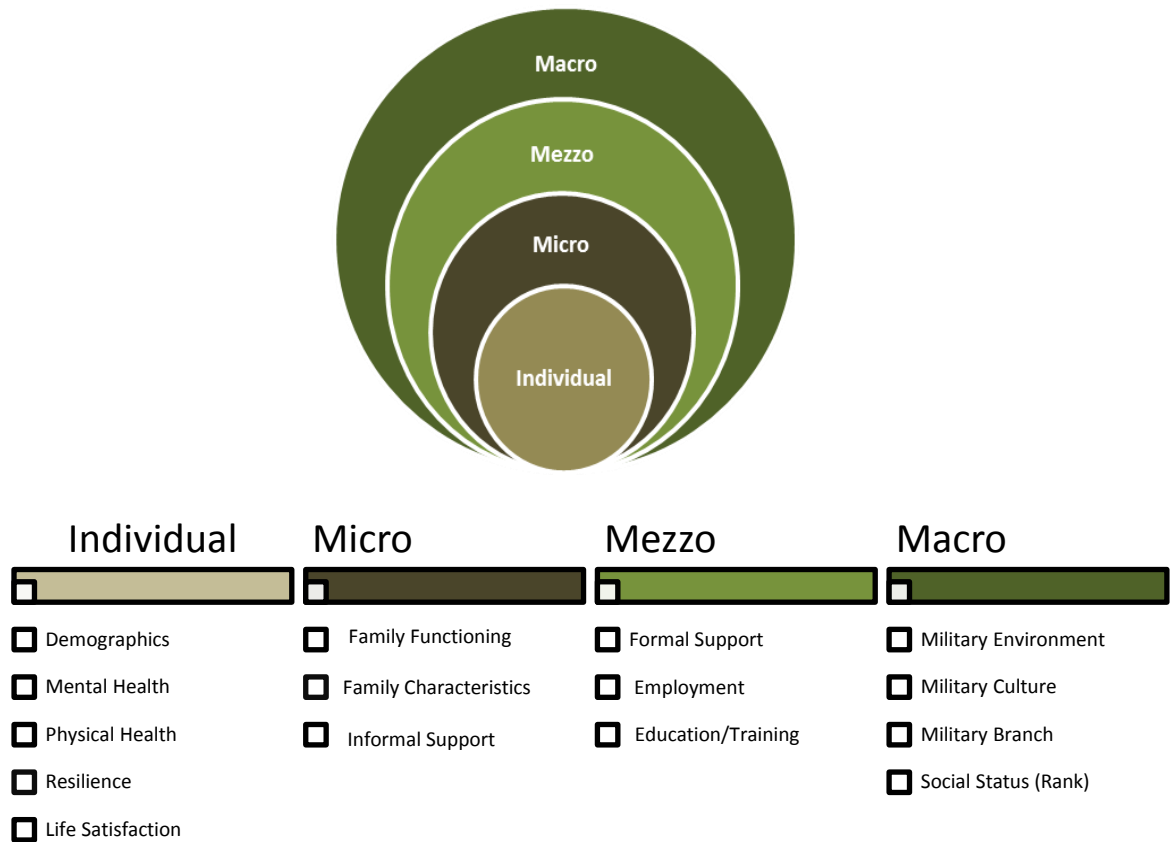 Macro
Mezzo
Micro
Individual
Individual
Demographics
Mental Health
Physical Health
Resilience
Life Satisfaction
Micro
Family Functioning
Family Characteristics
Informal Support
Mezzo
Formal Support
Employment
Education/Training
Macro
Military Environment
Military Culture
Military Branch
Social Status (Rank)